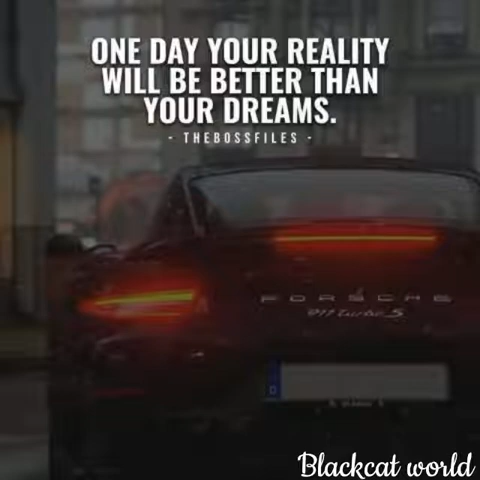 ONE DAY YOUR REALITY
WILL BE BETTER THAN
YOUR DREAMS.
- THEBOSSFILES -
PORSCHE
911 turbo S
D
Blackcat world